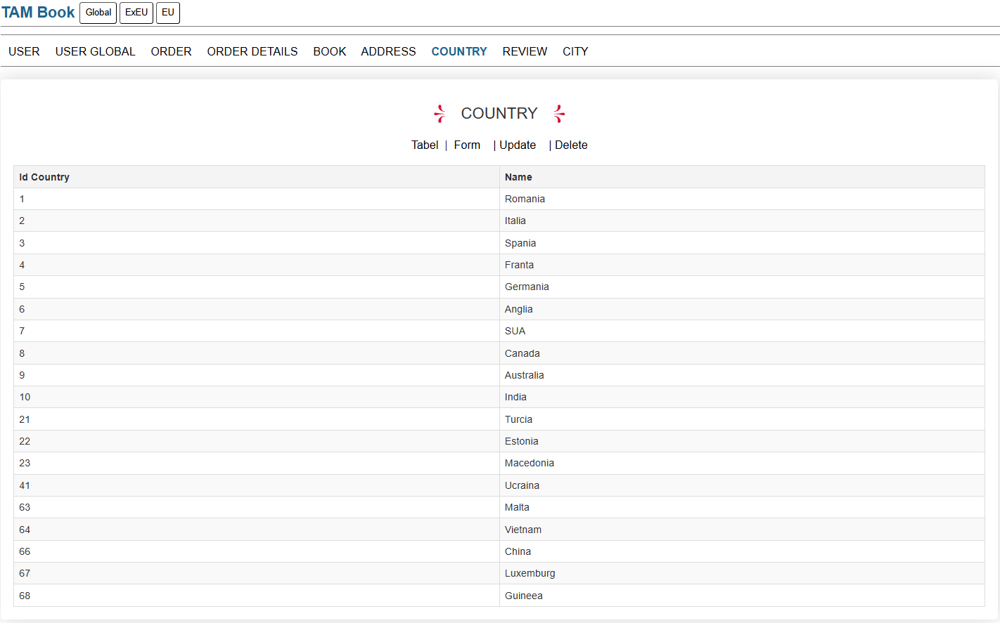 TAM Book Global ExEU EU
USER USER GLOBAL ORDER ORDER DETAILS BOOK ADDRESS COUNTRY REVIEW CITY
COUNTRY
Tabel | Form | Update | Delete
Id Country Name
1 Romania
2 Italia
3 Spania
4 Franta
5 Germania
6 Anglia
7 SUA
8 Canada
9 Australia
10 India
21 Turcia
22 Estonia
23 Macedonia
41 Ucraina
63 Malta
64 Vietnam
66 China
67 Luxemburg
68 Guineea